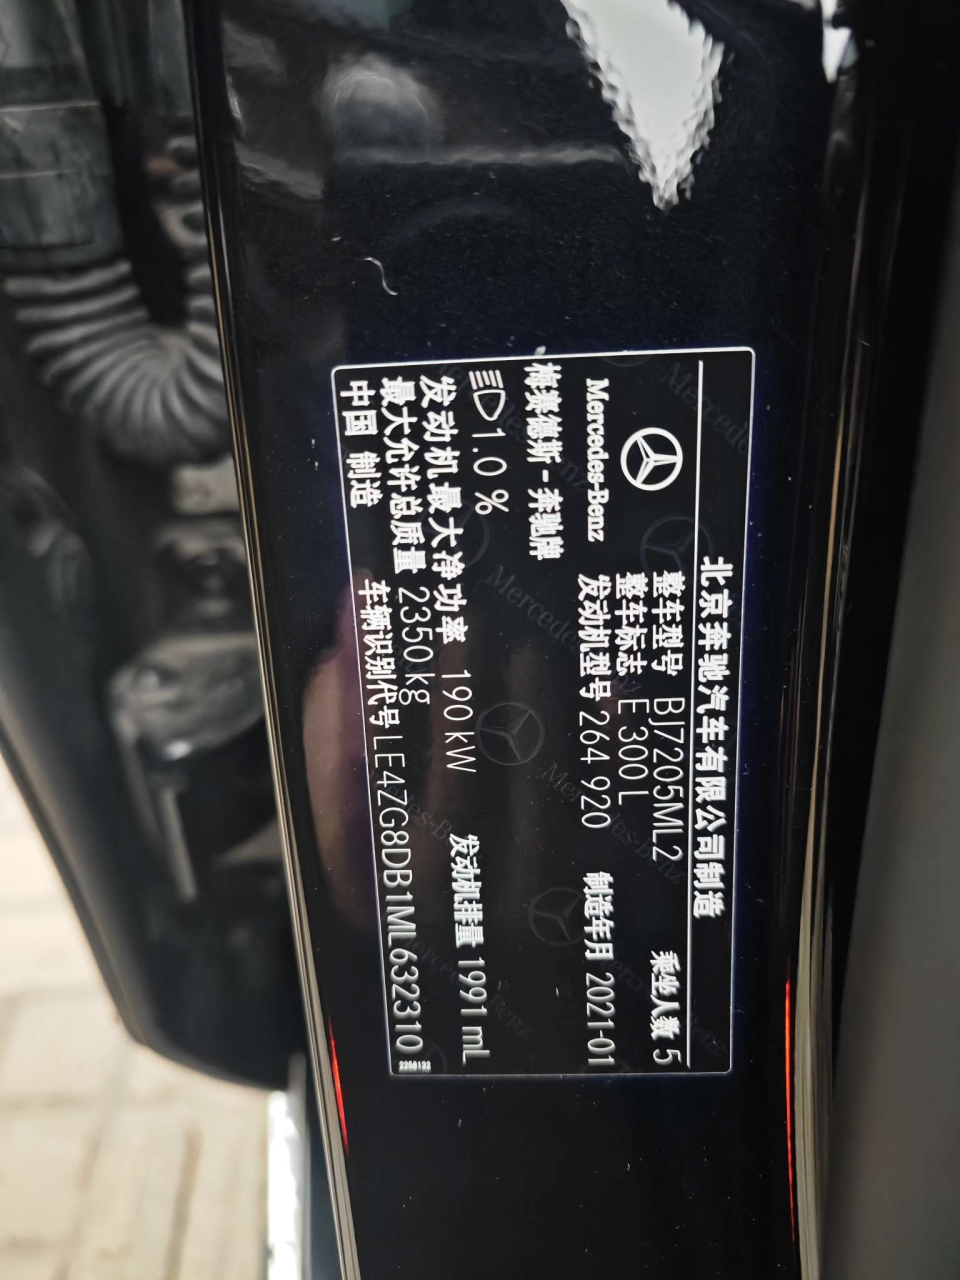 北京奔驰汽车有限公司制造
整车型号 BJ7205ML2 乘坐人数 5
整车标志 E 300 L
Mercedes-Benz 发动机型号 264 920 制造年月 2021-01
梅赛德斯-奔驰牌
1.0 %
发动机最大净功率 190 kW 发动机排量 1991 mL
最大允许总质量 2350 kg
中国 制造 车辆识别代号 LE4ZG8DB1ML632310
2256132